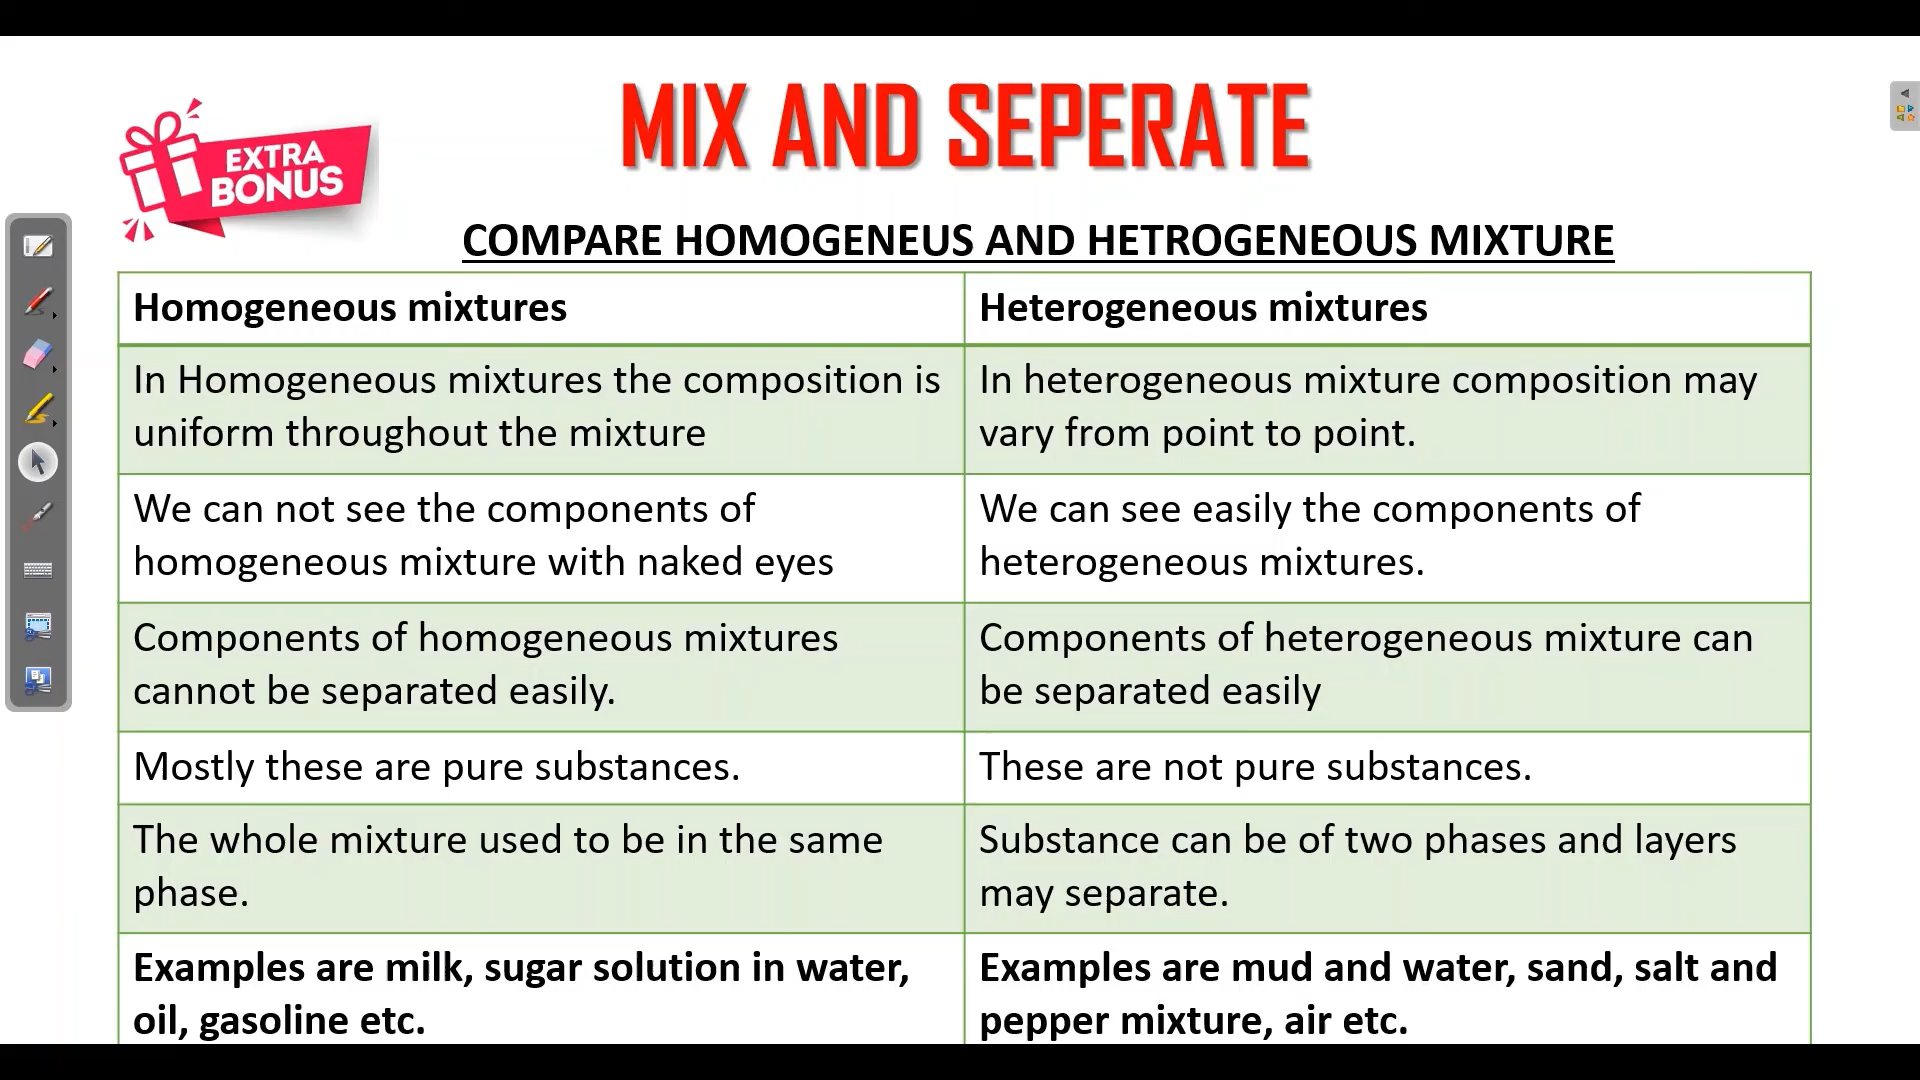 MIX AND SEPERATE
EXTRA
BONUS
COMPARE HOMOGENEUS AND HETROGENEOUS MIXTURE
Homogeneous mixtures
Heterogeneous mixtures
In Homogeneous mixtures the composition is
uniform throughout the mixture
In heterogeneous mixture composition may
vary from point to point.
We can not see the components of
homogeneous mixture with naked eyes
We can see easily the components of
heterogeneous mixtures.
Components of homogeneous mixtures
cannot be separated easily.
Components of heterogeneous mixture can
be separated easily
Mostly these are pure substances.
These are not pure substances.
The whole mixture used to be in the same
phase.
Substance can be of two phases and layers
may separate.
Examples are milk, sugar solution in water,
oil, gasoline etc.
Examples are mud and water, sand, salt and
pepper mixture, air etc.